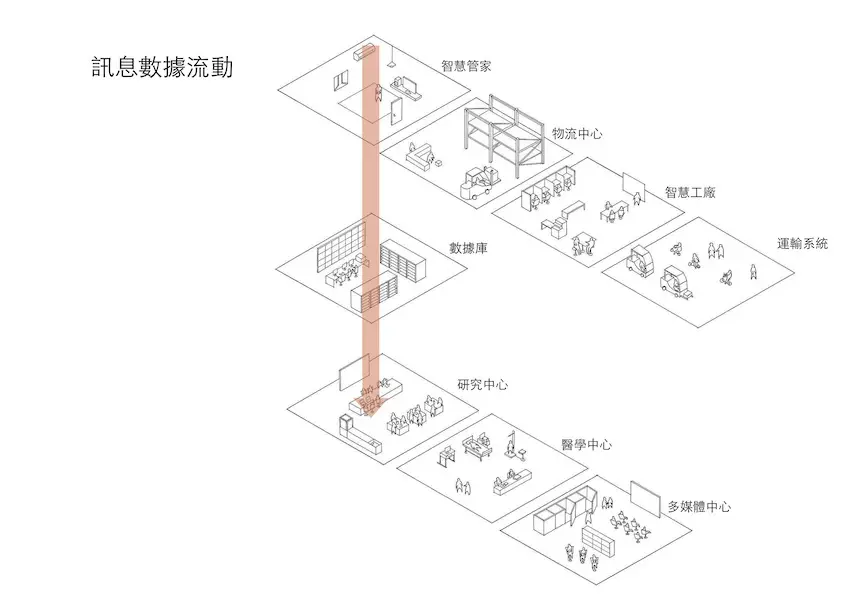 訊息數據流動
智慧管家
物流中心
智慧工廠
運輸系統
數據庫
研究中心
醫學中心
多媒體中心